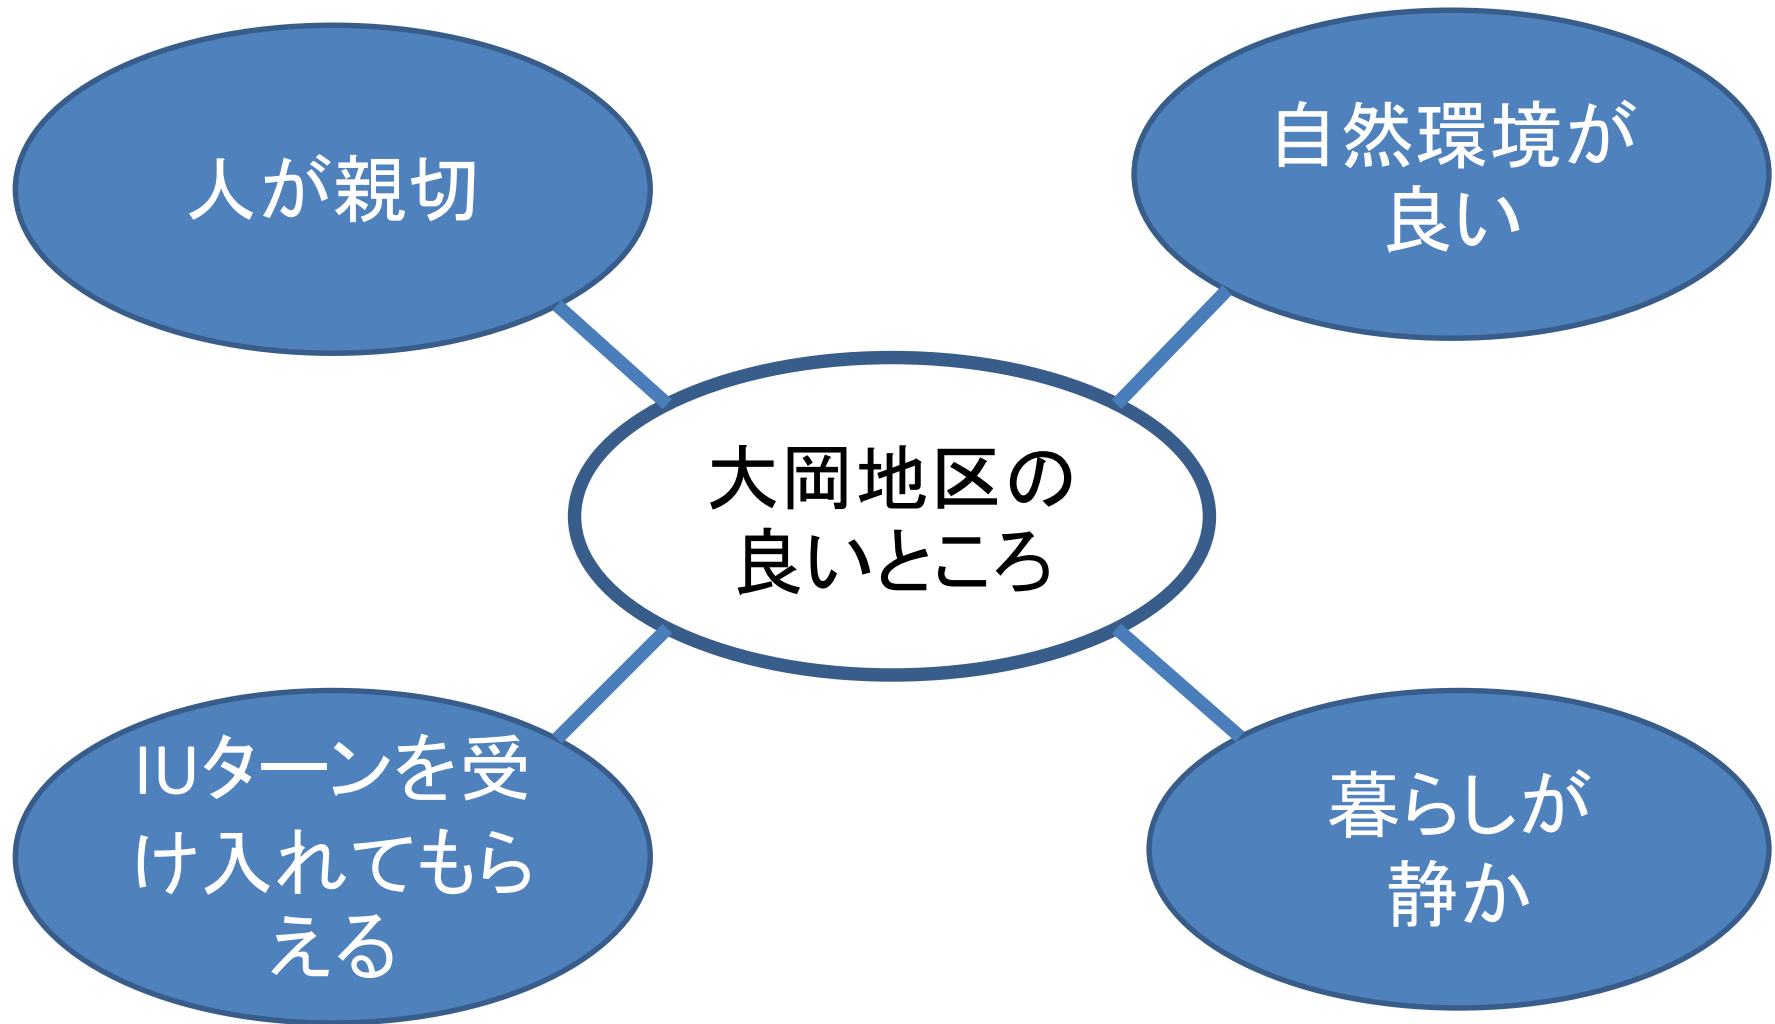 人が親切
自然環境が
良い
大岡地区の
良いところ
IUターンを受
け入れてもら
える
暮らしが
静か